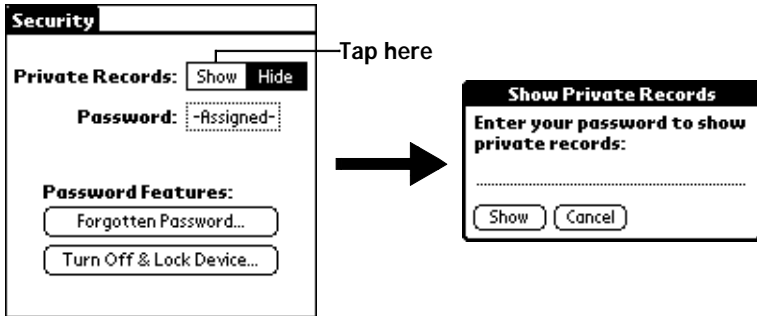 Security
Tap here
Private Records: Show Hide
Password: -Assigned-
Password Features:
Forgotten Password...
Turn Off & Lock Device...
Show Private Records
Enter your password to show
private records:
Show Cancel